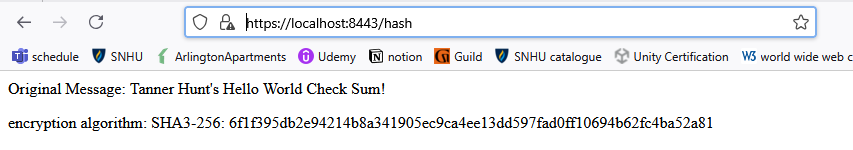 https://localhost:8443/hash
schedule SNHU ArlingtonApartments Udemy notion Guild SNHU catalogue Unity Certification W3 world wide web c
Original Message: Tanner Hunt's Hello World Check Sum!
encryption algorithm: SHA3-256: 6f1f395db2e94214b8a341905ec9ca4ee13dd597fad0ff10694b62fc4ba52a81